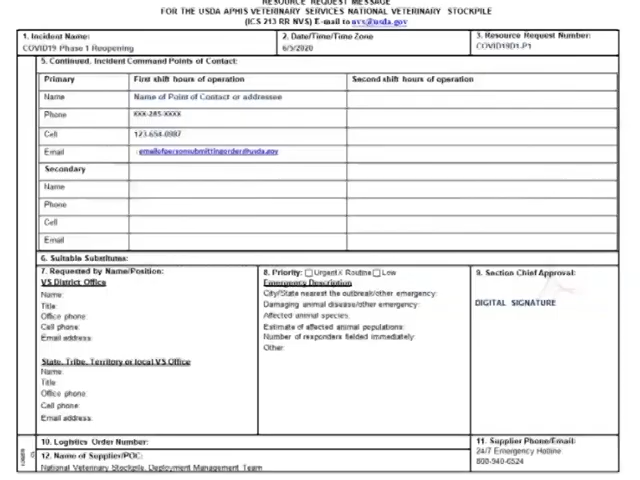 RESOURCE REQUEST MESSAGE
FOR THE USDA APHIS VETERINARY SERVICES NATIONAL VETERINARY STOCKPILE
(ICS 213 RR NVS) E-mail to nvs@usda.gov
1. Incident Name:
COVID19 Phase 1 Reopening
2. Date/Time/Time Zone
6/5/2020
3. Resource Request Number:
COVID19D1-P1
5. Continued. Incident Command Points of Contact:
Primary First shift hours of operation Second shift hours of operation
Name Name of Point of Contact or addressee
Phone XXX-285-XXXX
Cell 123-654-0987
Email emailofpersonsubmittingorder@usda.gov
Secondary
Name
Phone
Cell
Email
6. Suitable Substitutes:
7. Requested by Name/Position:
VS District Office
Name:
Title:
Office phone:
Cell phone:
Email address:
State, Tribe, Territory or local VS Office
Name:
Title:
Office phone:
Cell phone:
Email address:
8. Priority: Urgent X Routine Low
Emergency Description
City/State nearest the outbreak/other emergency:
Damaging animal disease/other emergency:
Affected animal species:
Estimate of affected animal populations:
Number of responders fielded immediately:
Other:
9. Section Chief Approval:
DIGITAL SIGNATURE
10. Logistics Order Number:
12. Name of Supplier/POC:
National Veterinary Stockpile, Deployment Management Team
11. Supplier Phone/Email:
24/7 Emergency Hotline
800-940-6524